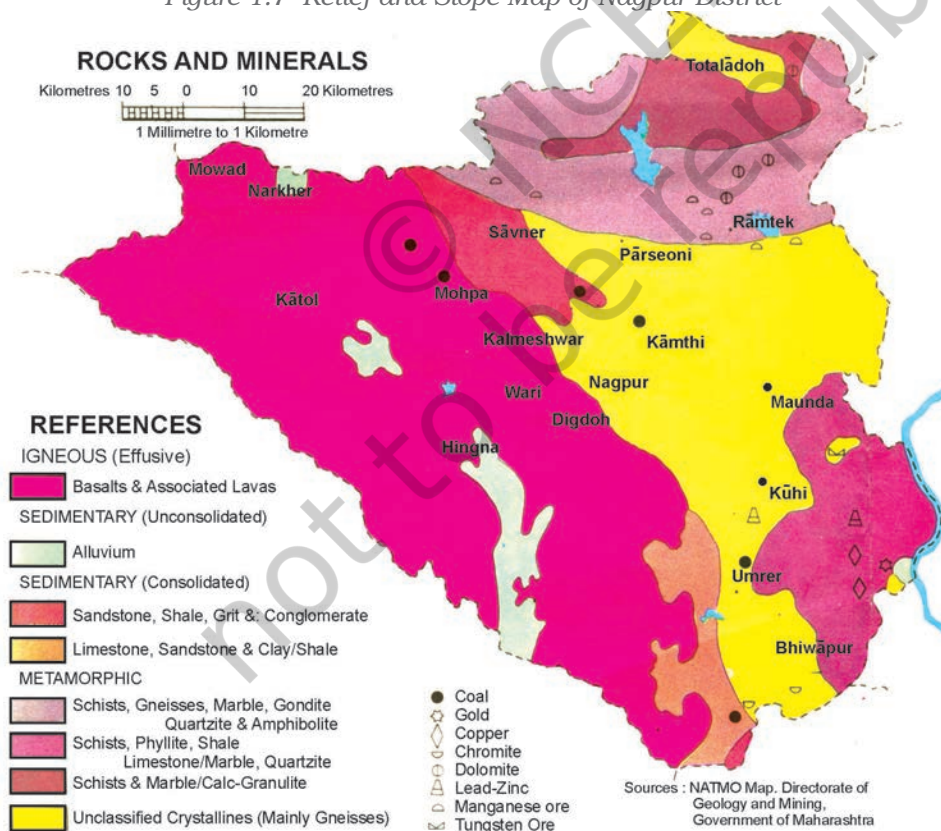 Figure 1.7 Relief and Slope Map of Nagpur District
ROCKS AND MINERALS
Kilometres 10 5 0 10 20 Kilometres
1 Millimetre to 1 Kilometre
Totalādoh
Mowad
Narkher
Rāmtek
Sāvner
Pārseoni
Kātol
Mohpa
Kalmeshwar
Kāmthi
Nagpur
Wari
Maunda
Digdoh
Hingna
Kūhi
Umrer
Bhiwāpur
REFERENCES
IGNEOUS (Effusive)
Basalts & Associated Lavas
SEDIMENTARY (Unconsolidated)
Alluvium
SEDIMENTARY (Consolidated)
Sandstone, Shale, Grit &: Conglomerate
Limestone, Sandstone & Clay/Shale
METAMORPHIC
Schists, Gneisses, Marble, Gondite
Quartzite & Amphibolite
Schists, Phyllite, Shale
Limestone/Marble, Quartzite
Schists & Marble/Calc-Granulite
Unclassified Crystallines (Mainly Gneisses)
Coal
Gold
Copper
Chromite
Dolomite
Lead-Zinc
Manganese ore
Tungsten Ore
Sources : NATMO Map. Directorate of
Geology and Mining,
Government of Maharashtra
© NCE
not to be republ